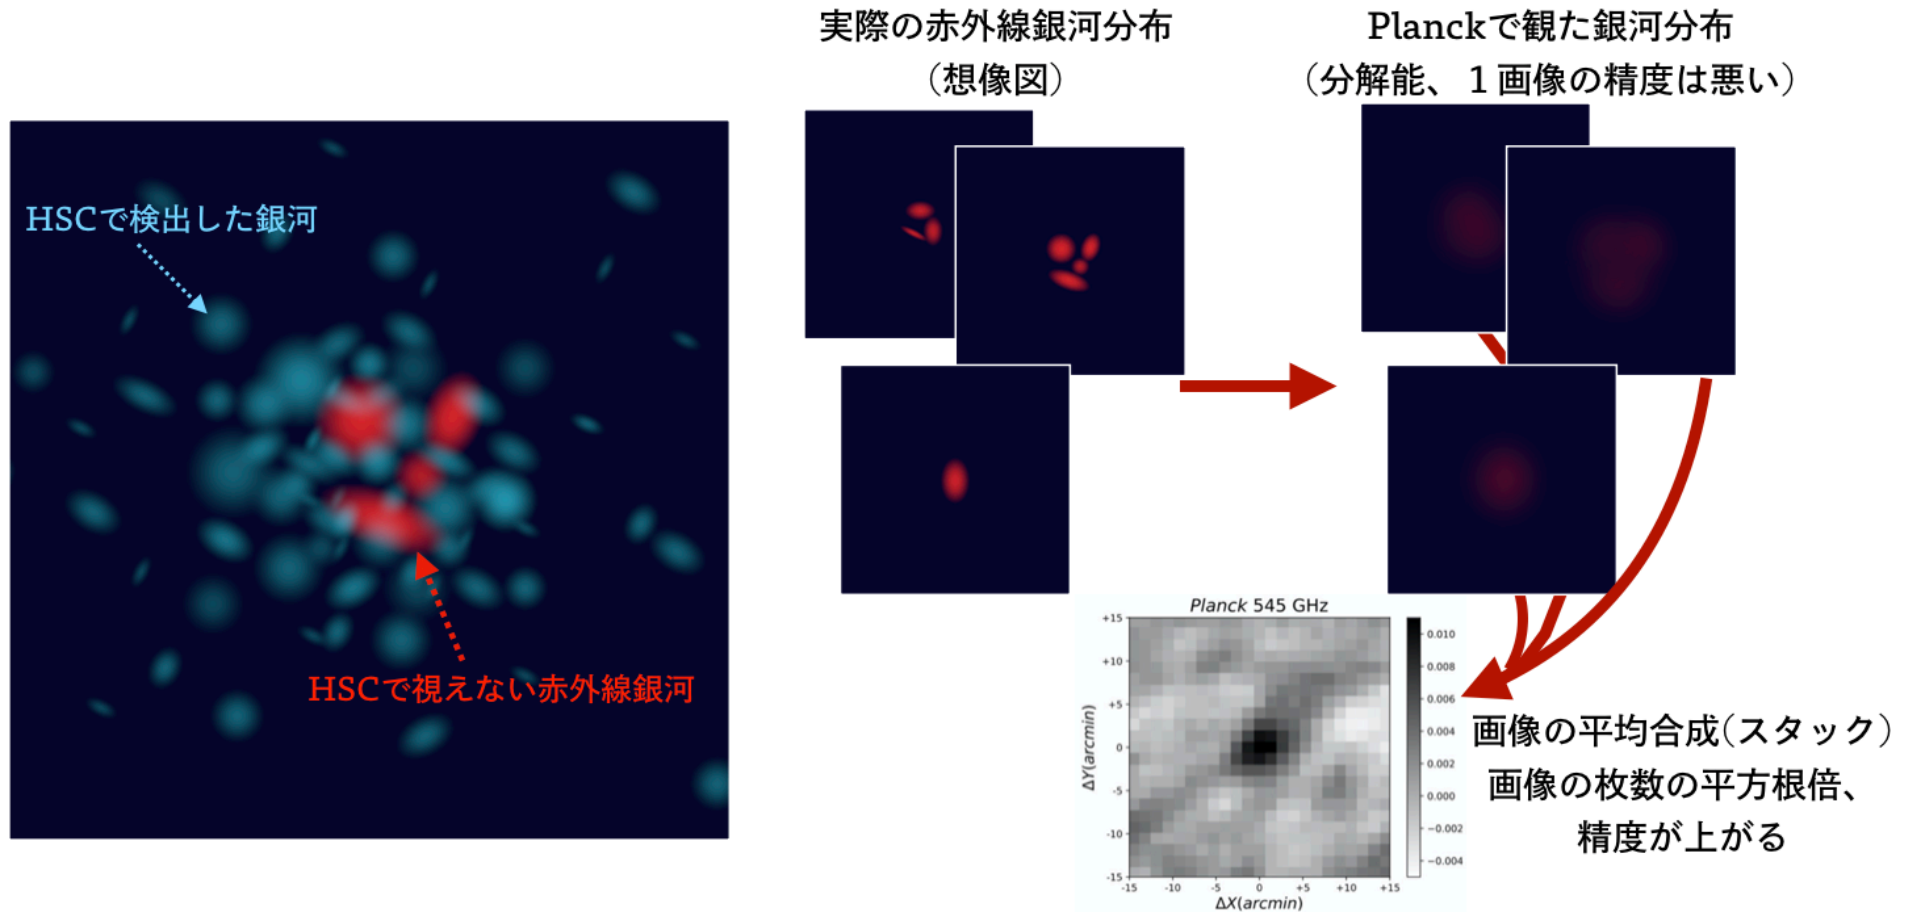 実際の赤外線銀河分布
（想像図）
Planckで観た銀河分布
（分解能、１画像の精度は悪い）
HSCで検出した銀河
HSCで視えない赤外線銀河
Planck 545 GHz
+15
+10
+5
0
-5
-10
-15
ΔY(arcmin)
-15 -10 -5 0 +5 +10 +15
ΔX(arcmin)
0.010
0.008
0.006
0.004
0.002
0.000
−0.002
−0.004
画像の平均合成（スタック）
画像の枚数の平方根倍、
精度が上がる